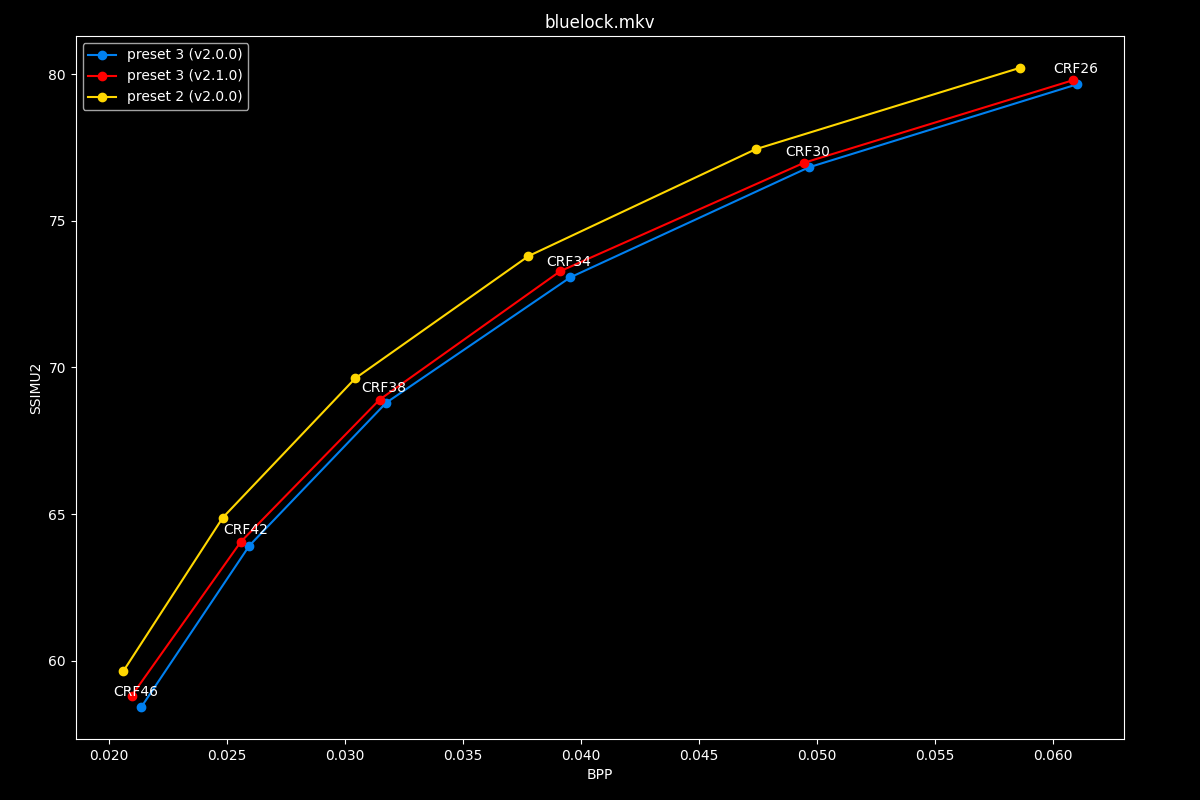 bluelock.mkv
preset 3 (v2.0.0)
preset 3 (v2.1.0)
preset 2 (v2.0.0)
CRF26
CRF30
CRF34
CRF38
CRF42
CRF46
80
75
70
65
60
SSIMU2
0.020 0.025 0.030 0.035 0.040 0.045 0.050 0.055 0.060
BPP